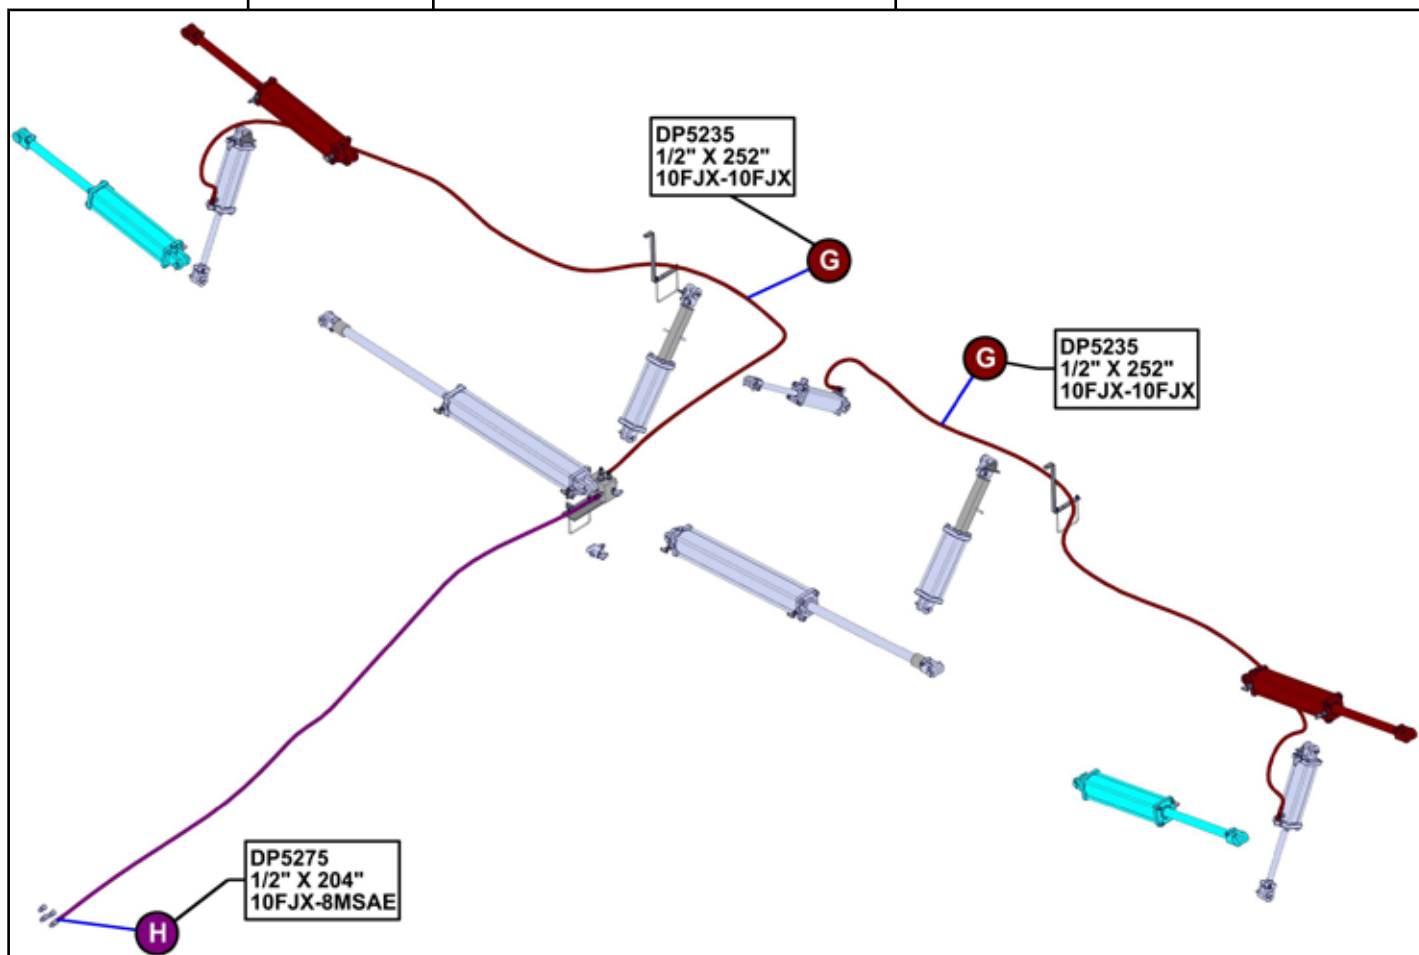 DP5235
1/2" X 252"
10FJX-10FJX
G
G
DP5235
1/2" X 252"
10FJX-10FJX
DP5275
1/2" X 204"
10FJX-8MSAE
H